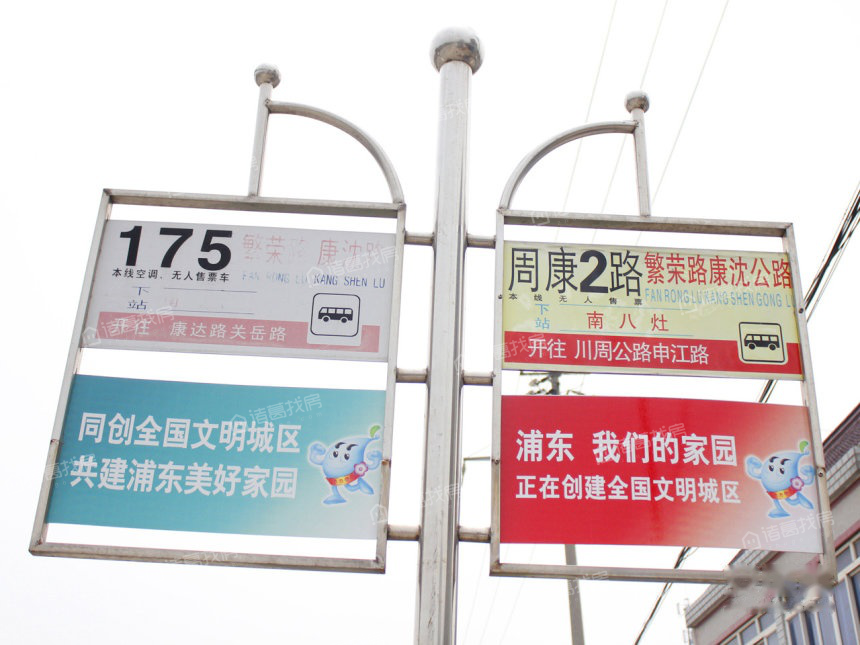 175
本线空调、无人售票车
繁荣路 康沈路
FAN RONG LU KANG SHEN LU
下
站
开往 康达路关岳路
同创全国文明城区
共建浦东美好家园
周康2路
本线无人售票
繁荣路康沈公路
FAN RONG LU KANG SHEN GONG L
下
站
南八灶
开往 川周公路申江路
浦东 我们的家园
正在创建全国文明城区
诸葛找房